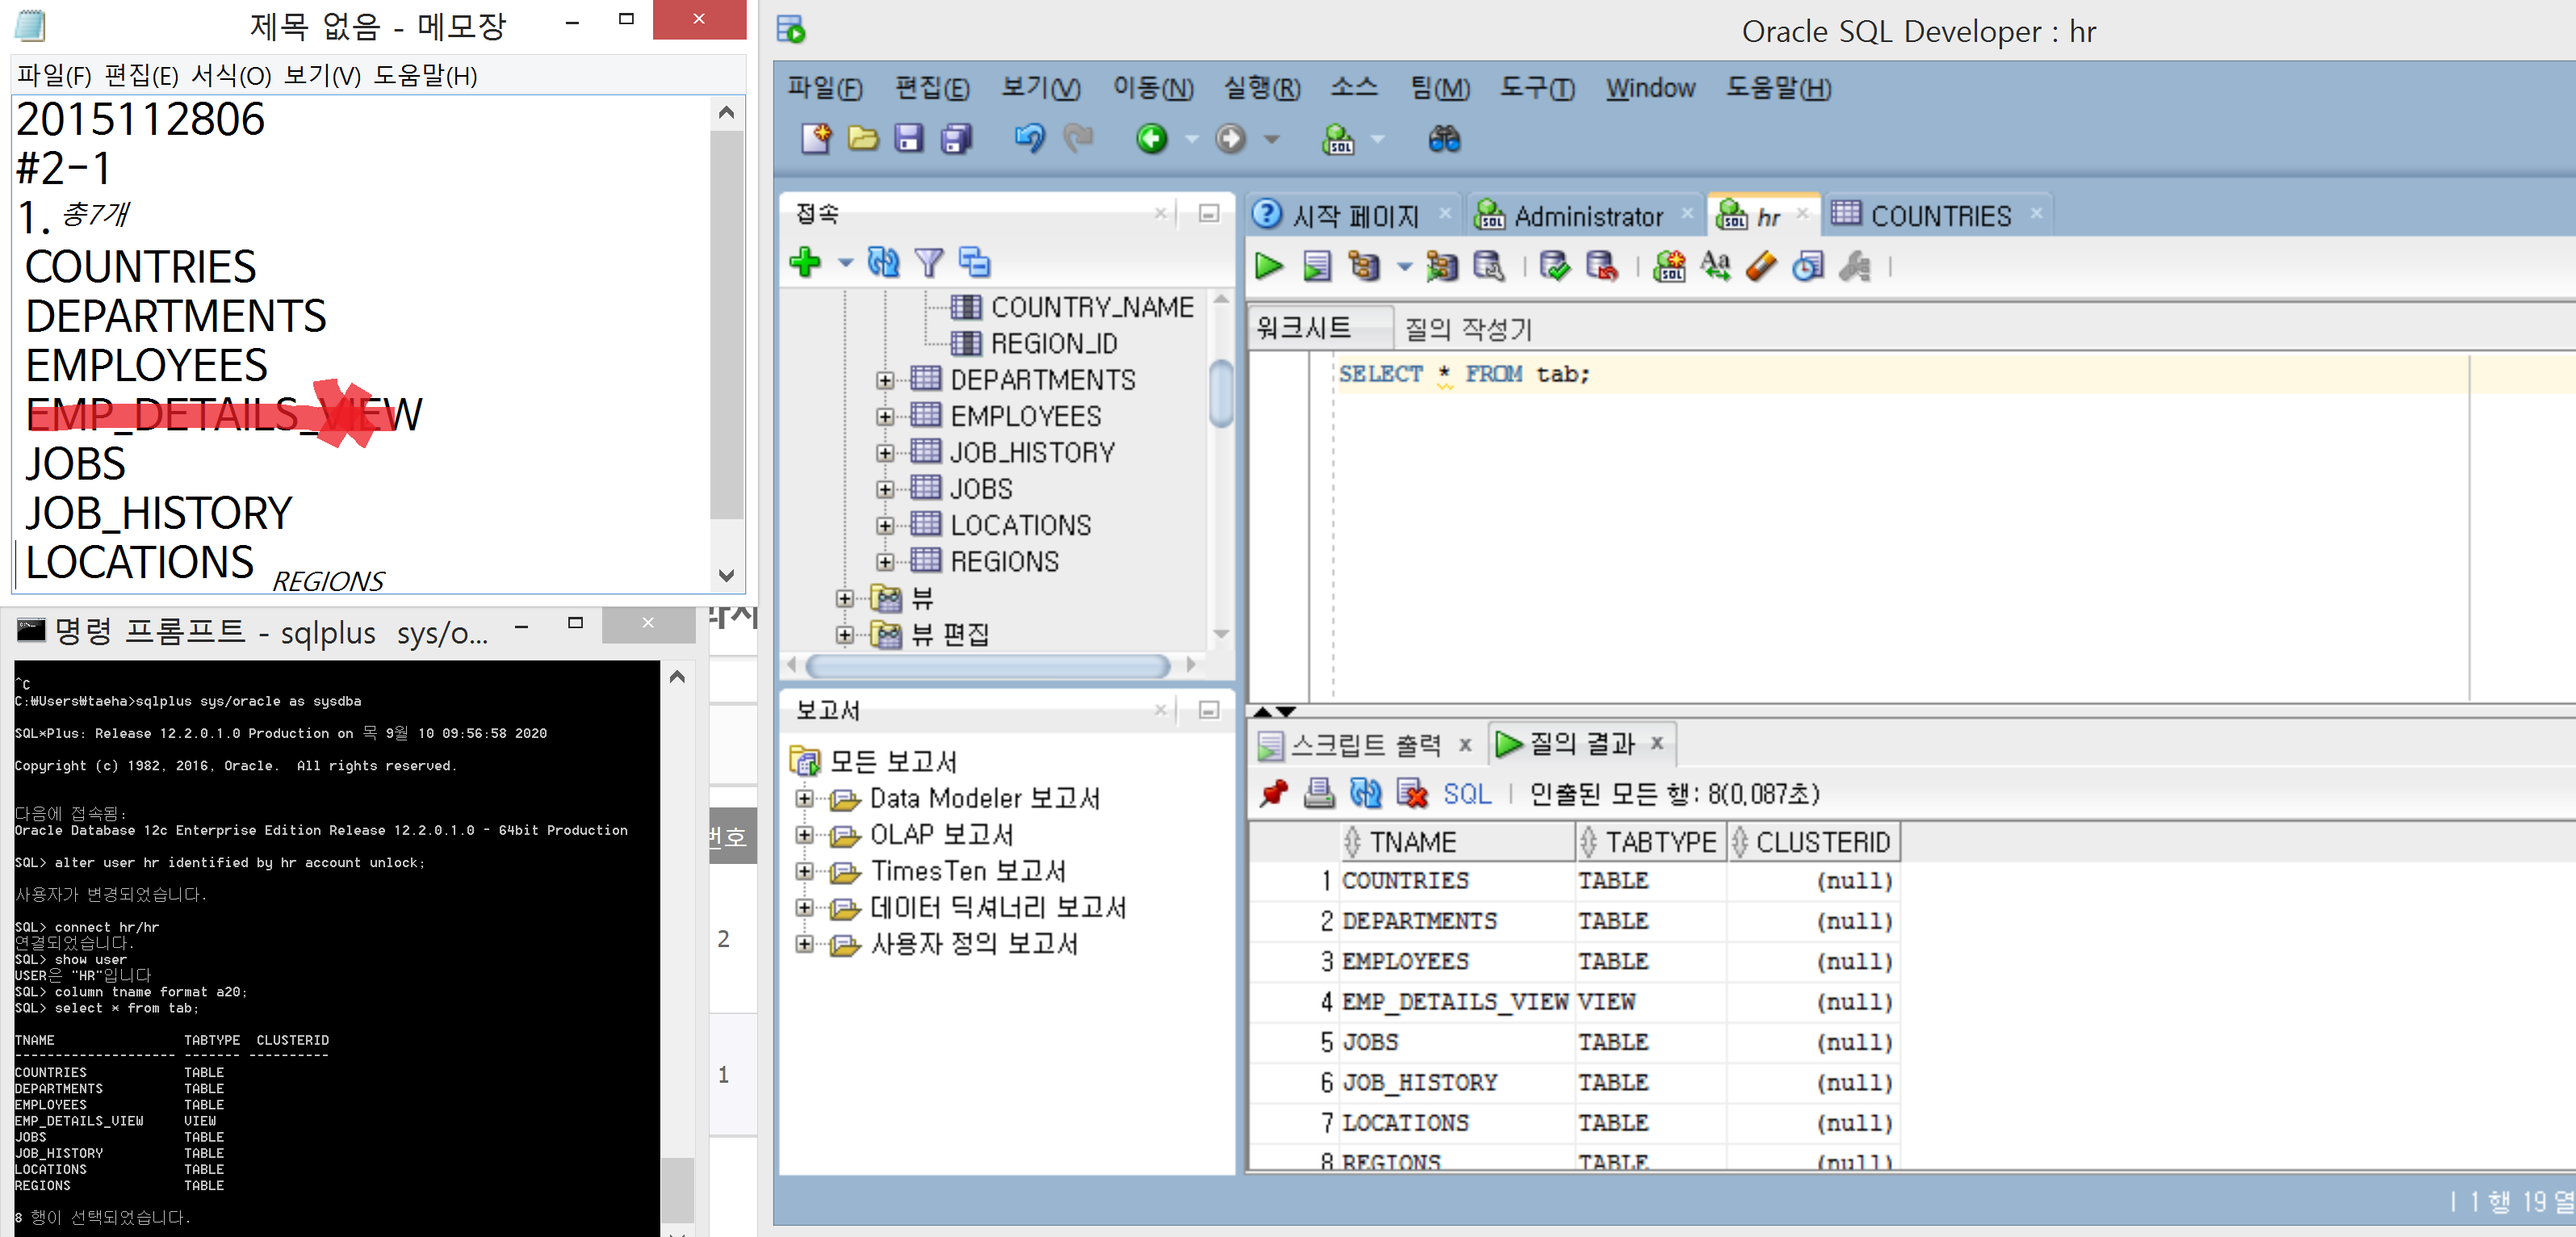 제목 없음 - 메모장
파일(F) 편집(E) 서식(O) 보기(V) 도움말(H)
2015112806
#2-1
1. 총7개
COUNTRIES
DEPARTMENTS
EMPLOYEES
EMP_DETAILS_VIEW
JOBS
JOB_HISTORY
LOCATIONS REGIONS
명령 프롬프트 - sqlplus sys/o...
^C
C:₩Users₩taeha>sqlplus sys/oracle as sysdba
SQL*Plus: Release 12.2.0.1.0 Production on 목 9월 10 09:56:58 2020
Copyright (c) 1982, 2016, Oracle. All rights reserved.
다음에 접속됨:
Oracle Database 12c Enterprise Edition Release 12.2.0.1.0 - 64bit Production
SQL> alter user hr identified by hr account unlock;
사용자가 변경되었습니다.
SQL> connect hr/hr
연결되었습니다.
SQL> show user
USER은 "HR"입니다
SQL> column tname format a20;
SQL> select * from tab;
TNAME TABTYPE CLUSTERID
-------------------- ------- ----------
COUNTRIES TABLE
DEPARTMENTS TABLE
EMPLOYEES TABLE
EMP_DETAILS_VIEW VIEW
JOBS TABLE
JOB_HISTORY TABLE
LOCATIONS TABLE
REGIONS TABLE
8 행이 선택되었습니다.
번호
2
1
Oracle SQL Developer : hr
파일(F) 편집(E) 보기(V) 이동(N) 실행(R) 소스 팀(M) 도구(T) Window 도움말(H)
접속
COUNTRY_NAME
REGION_ID
DEPARTMENTS
EMPLOYEES
JOB_HISTORY
JOBS
LOCATIONS
REGIONS
뷰
뷰 편집
보고서
모든 보고서
Data Modeler 보고서
OLAP 보고서
TimesTen 보고서
데이터 딕셔너리 보고서
사용자 정의 보고서
시작 페이지 Administrator hr COUNTRIES
워크시트 질의 작성기
SELECT * FROM tab;
스크립트 출력 질의 결과
SQL 인출된 모든 행: 8(0,087초)
TNAME TABTYPE CLUSTERID
1 COUNTRIES TABLE (null)
2 DEPARTMENTS TABLE (null)
3 EMPLOYEES TABLE (null)
4 EMP_DETAILS_VIEW VIEW (null)
5 JOBS TABLE (null)
6 JOB_HISTORY TABLE (null)
7 LOCATIONS TABLE (null)
8 REGIONS TABLE (null)
1 행 19 열